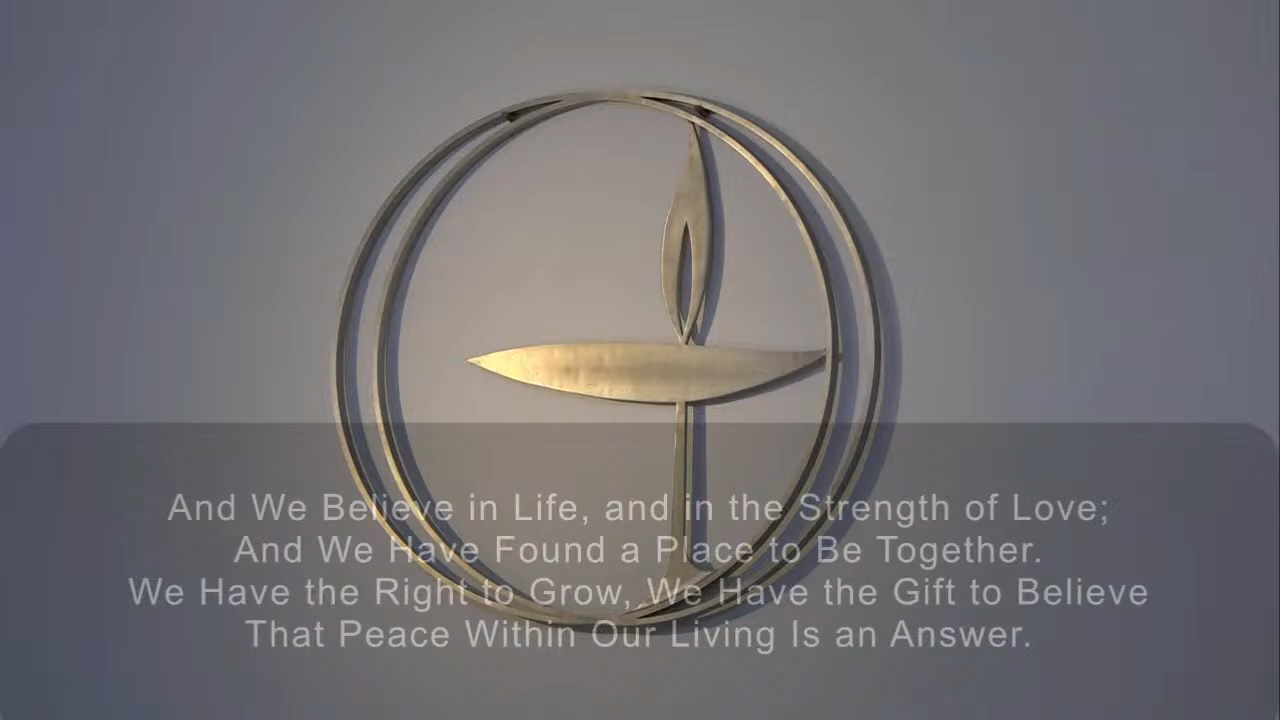 And We Believe in Life, and in the Strength of Love;
And We Have Found a Place to Be Together.
We Have the Right to Grow, We Have the Gift to Believe
That Peace Within Our Living Is an Answer.